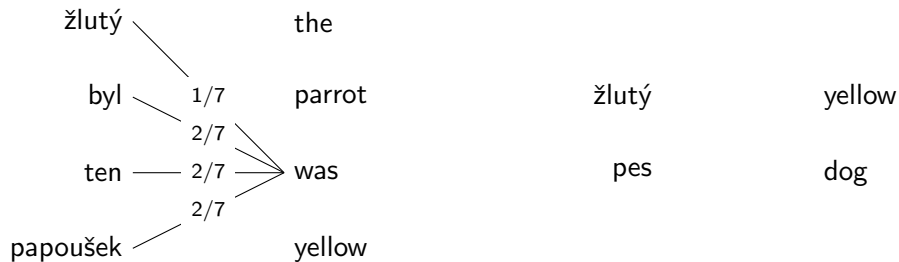 žlutý the
byl 1/7 parrot žlutý yellow
2/7
ten 2/7 was pes dog
2/7
papoušek yellow